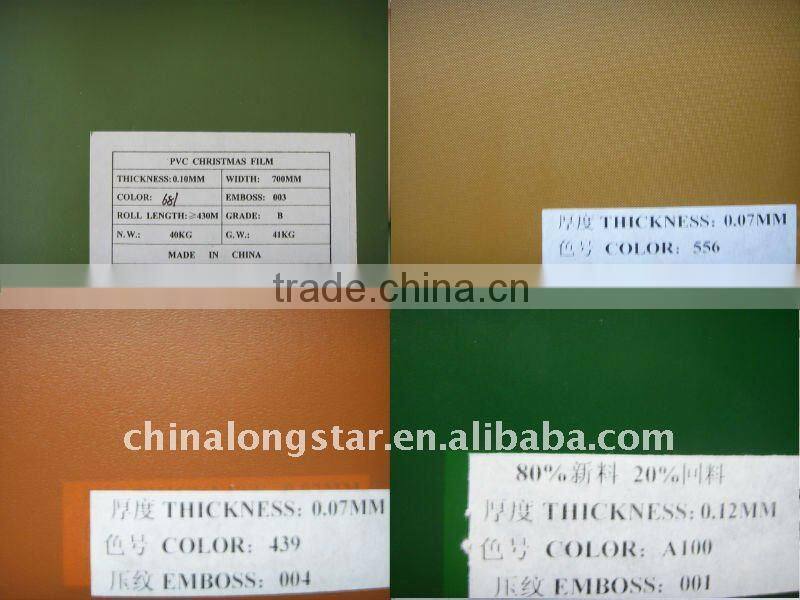 PVC CHRISTMAS FILM
THICKNESS: 0.10MM WIDTH: 700MM
COLOR: 681 EMBOSS: 003
ROLL LENGTH: ≥430M GRADE: B
N.W.: 40KG G.W.: 41KG
MADE IN CHINA
厚度 THICKNESS: 0.07MM
色号 COLOR: 556
trade.china.cn
chinalongstar.en.alibaba.com
厚度 THICKNESS: 0.07MM
色号 COLOR: 439
压纹 EMBOSS: 004
80%新料 20%回料
厚度 THICKNESS: 0.12MM
色号 COLOR: A100
压纹 EMBOSS: 001